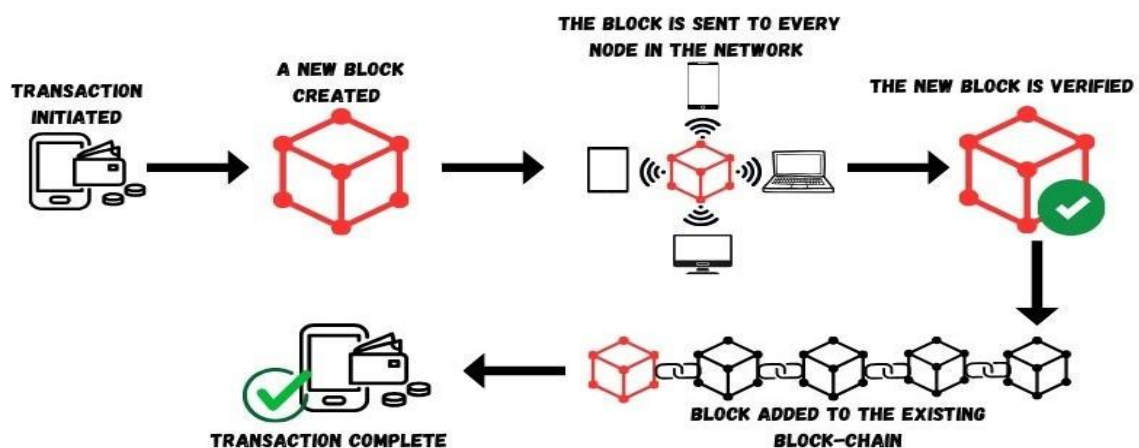 TRANSACTION
INITIATED
A NEW BLOCK
CREATED
THE BLOCK IS SENT TO EVERY
NODE IN THE NETWORK
THE NEW BLOCK IS VERIFIED
BLOCK ADDED TO THE EXISTING
BLOCK-CHAIN
TRANSACTION COMPLETE